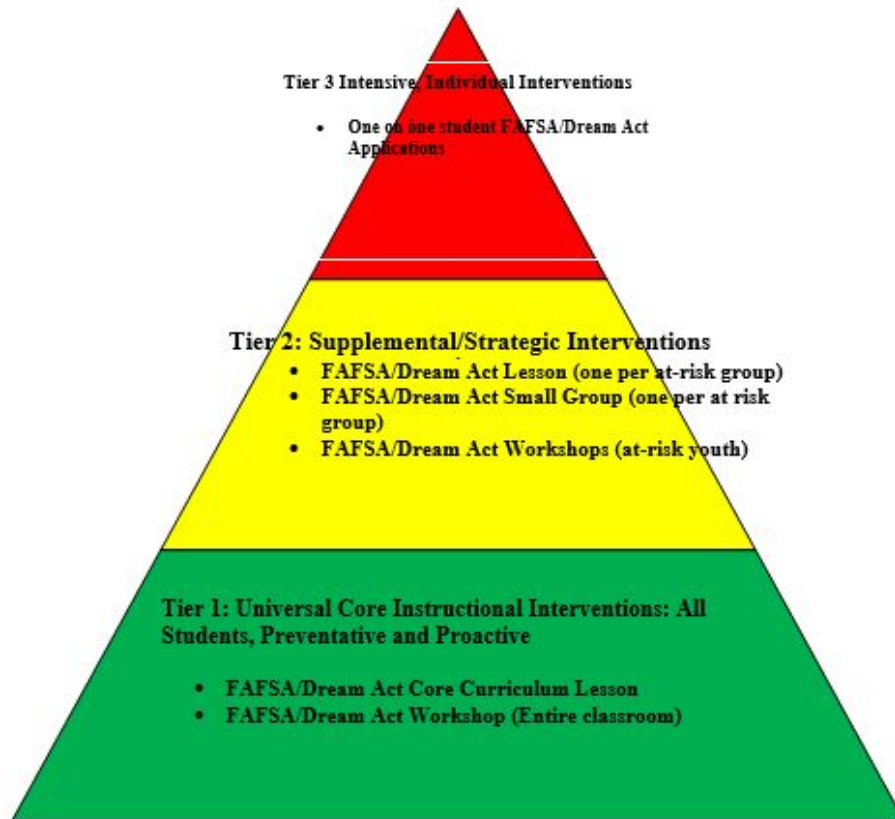 Tier 3 Intensive, Individual Interventions
• One on one student FAFSA/Dream Act
Applications
Tier 2: Supplemental/Strategic Interventions
• FAFSA/Dream Act Lesson (one per at-risk group)
• FAFSA/Dream Act Small Group (one per at risk
group)
• FAFSA/Dream Act Workshops (at-risk youth)
Tier 1: Universal Core Instructional Interventions: All
Students, Preventative and Proactive
• FAFSA/Dream Act Core Curriculum Lesson
• FAFSA/Dream Act Workshop (Entire classroom)